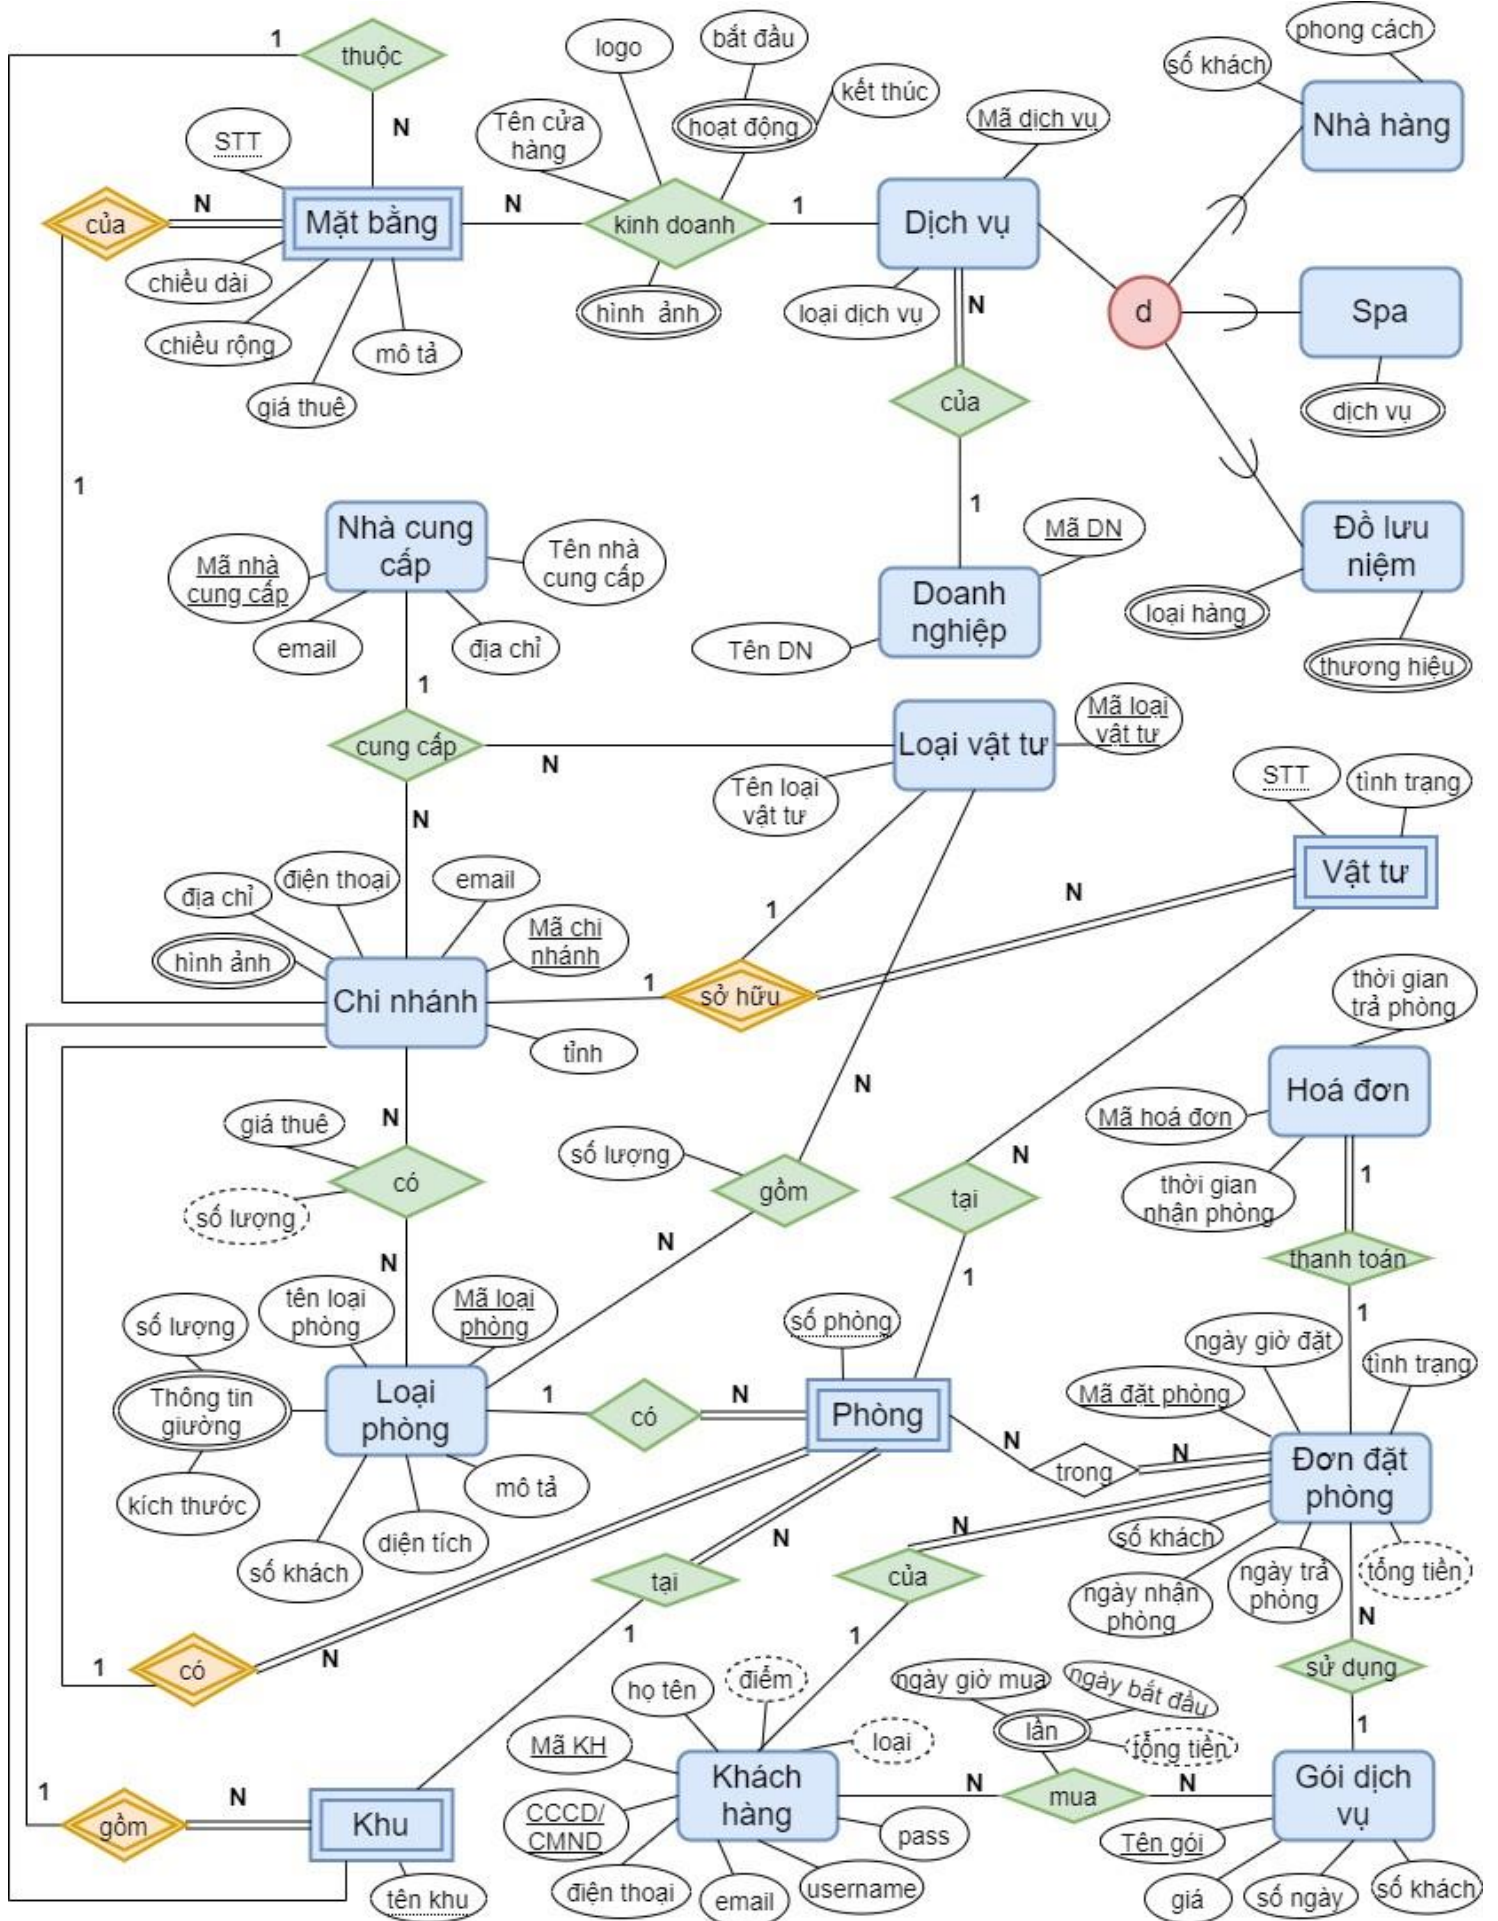 1
thuộc
N
logo
bắt đầu
phong cách
số khách
Nhà hàng
STT
Tên cửa
hàng
hoạt động
kết thúc
Mã dịch vụ
của
N
Mặt bằng
N
kinh doanh
1
Dịch vụ
chiều dài
chiều rộng
giá thuê
mô tả
hình ảnh
loại dịch vụ
N
d
Spa
dịch vụ
của
1
1
Nhà cung
cấp
Mã nhà
cung cấp
Tên nhà
cung cấp
email
địa chỉ
Mã DN
Doanh
nghiệp
Tên DN
Đồ lưu
niệm
loại hàng
thương hiệu
1
cung cấp
N
Loại vật tư
Mã loại
vật tư
Tên loại
vật tư
N
STT
tình trạng
Vật tư
N
địa chỉ
điện thoại
email
hình ảnh
Mã chi
nhánh
Chi nhánh
1
1
sở hữu
tỉnh
thời gian
trả phòng
Hoá đơn
Mã hoá đơn
thời gian
nhận phòng
1
N
giá thuê
có
số lượng
N
số lượng
gồm
N
N
N
tại
1
thanh toán
1
số lượng
tên loại
phòng
Mã loại
phòng
Thông tin
giường
Loại
phòng
kích thước
số khách
diện tích
mô tả
1
có
N
số phòng
Phòng
ngày giờ đặt
tình trạng
Mã đặt phòng
N
trong
N
Đơn đặt
phòng
số khách
ngày nhận
phòng
ngày trả
phòng
tổng tiền
N
tại
N
của
1
1
1
có
N
họ tên
điểm
loại
Mã KH
CCCD/
CMND
Khách
hàng
điện thoại
email
username
pass
ngày giờ mua
ngày bắt đầu
lần
tổng tiền
N
mua
N
N
sử dụng
1
Gói dịch
vụ
Tên gói
giá
số ngày
số khách
1
gồm
N
Khu
tên khu